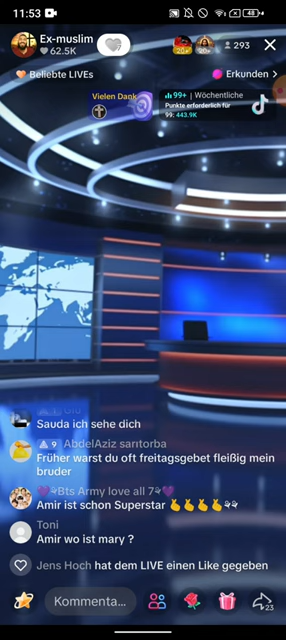 11:53
48
Ex-muslim
62.5K
20+
20+
293
Beliebte LIVEs
Erkunden >
Vielen Dank
99+ | Wöchentliche
Punkte erforderlich für
99: 443.9K
Sauda ich sehe dich
9 AbdelAziz sarıtorba
Früher warst du oft freitagsgebet fleißig mein
bruder
💜༄Bts Army love all 7༄💜
Amir ist schon Superstar 🫰🫰🫰🫰༄༄
Toni
Amir wo ist mary ?
Jens Hoch hat dem LIVE einen Like gegeben
Kommenta...
23